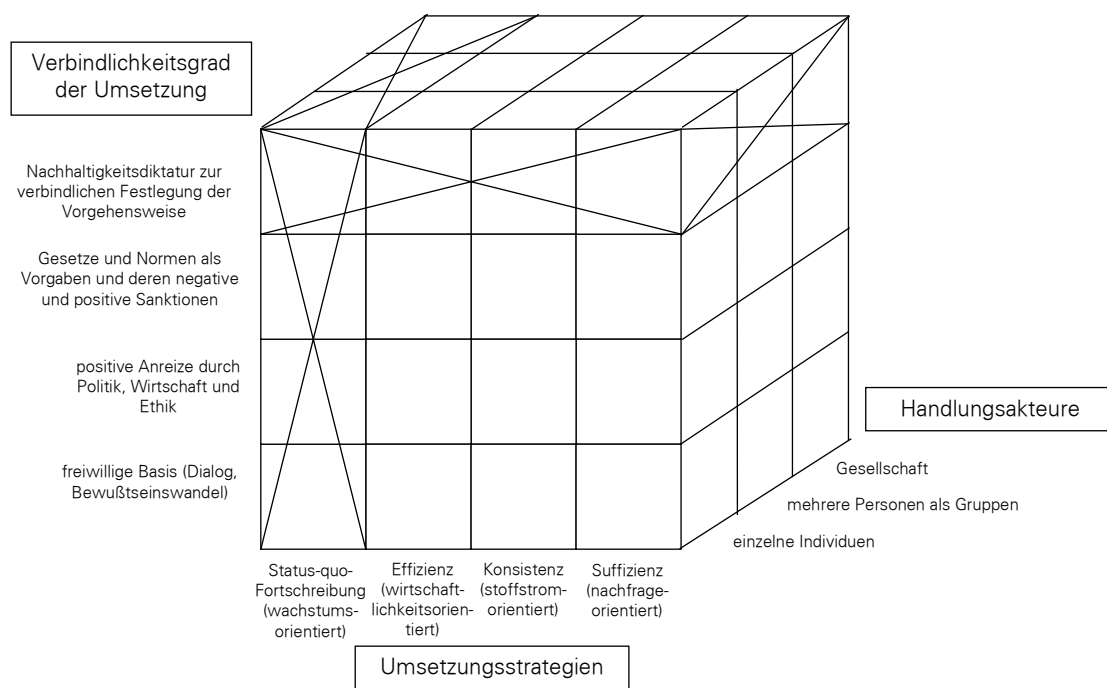 Verbindlichkeitsgrad
der Umsetzung
Nachhaltigkeitsdiktatur zur
verbindlichen Festlegung der
Vorgehensweise
Gesetze und Normen als
Vorgaben und deren negative
und positive Sanktionen
positive Anreize durch
Politik, Wirtschaft und
Ethik
freiwillige Basis (Dialog,
Bewußtseinswandel)
Handlungsakteure
Gesellschaft
mehrere Personen als Gruppen
einzelne Individuen
Status-quo-
Fortschreibung
(wachstums-
orientiert)
Effizienz
(wirtschaft-
lichkeitsorien-
tiert)
Konsistenz
(stoffstrom-
orientiert)
Suffizienz
(nachfrage-
orientiert)
Umsetzungsstrategien